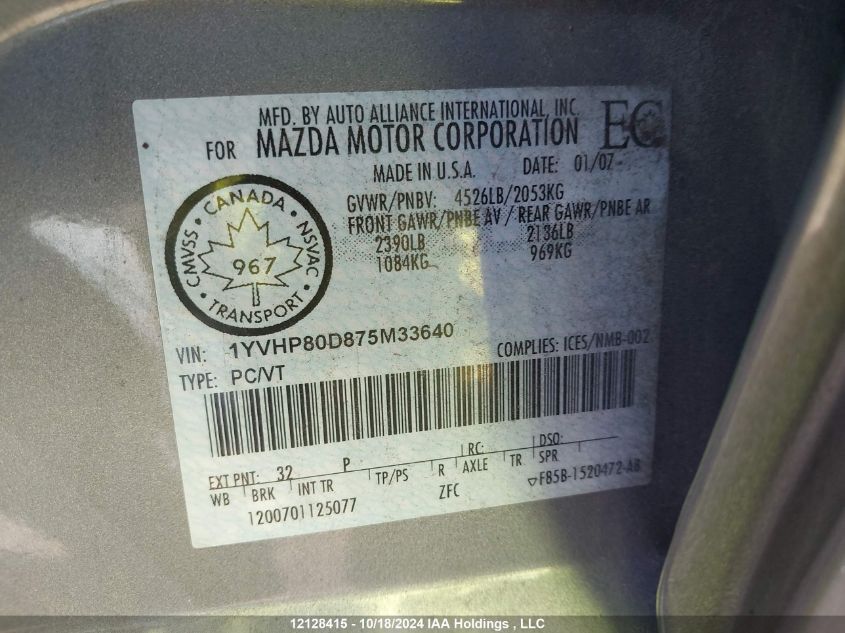 MFD. BY AUTO ALLIANCE INTERNATIONAL, INC.
FOR MAZDA MOTOR CORPORATION
EC
MADE IN U.S.A. DATE: 01/07
GVWR/PNBV: 4526LB/2053KG
FRONT GAWR/PNBE AV / REAR GAWR/PNBE AR
2390LB 2136LB
1084KG 969KG
CANADA
CMVSS
NSVAC
967
TRANSPORT
VIN: 1YVHP80D875M33640
COMPLIES: ICES/NMB-002
TYPE: PC/VT
EXT PNT: 32 P RC: DSO:
WB BRK INT TR TP/PS R AXLE TR SPR
1200701125077 ZFC ▽FB5B-1520472-AB
12128415 - 10/18/2024 IAA Holdings , LLC